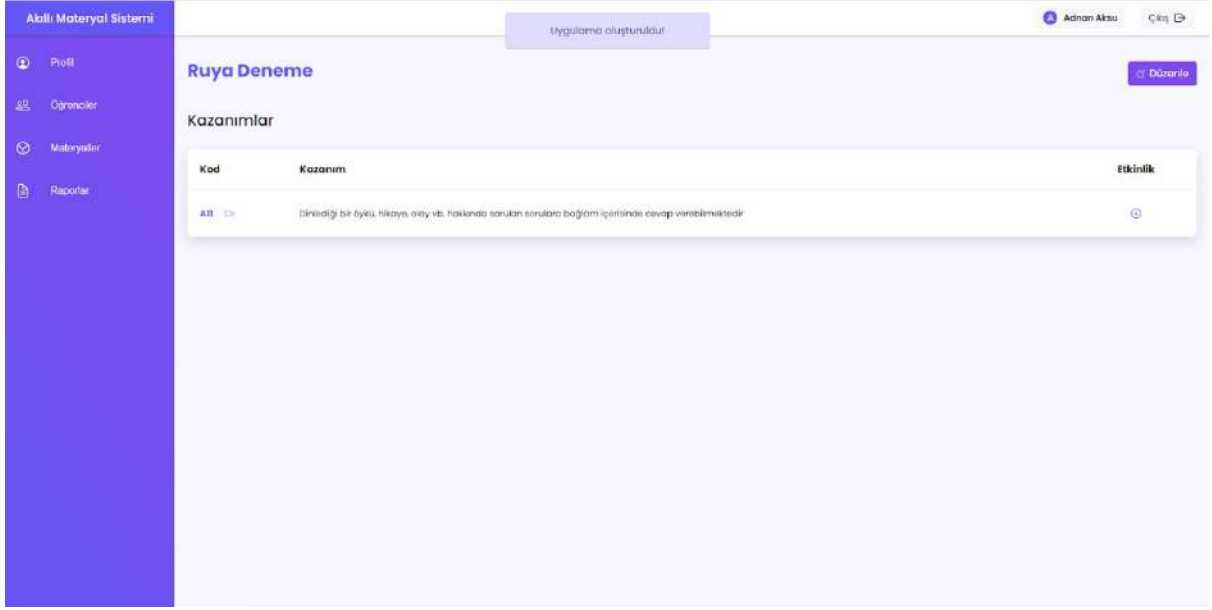 Akıllı Materyal Sistemi
Uygulama oluşturuldu!
A Adnan Aksu
Çıkış
Profil
Öğrenciler
Materyaller
Raporlar
Ruya Deneme
Düzenle
Kazanımlar
Kod Kazanım Etkinlik
A11 Dinlediği bir öykü, hikaye, olay vb. hakkında sorulan sorulara bağlam içerisinde cevap verebilmektedir